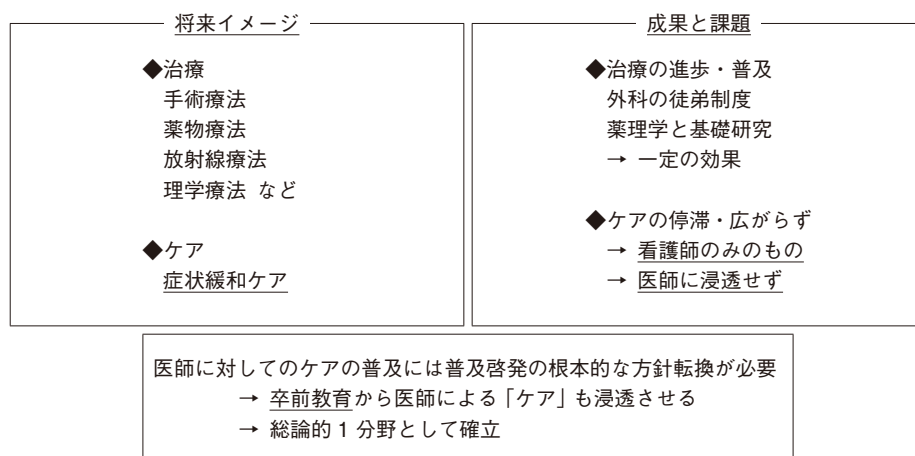 将来イメージ
◆治療
手術療法
薬物療法
放射線療法
理学療法 など
◆ケア
症状緩和ケア
成果と課題
◆治療の進歩・普及
外科の徒弟制度
薬理学と基礎研究
→ 一定の効果
◆ケアの停滞・広がらず
→ 看護師のみのもの
→ 医師に浸透せず
医師に対してのケアの普及には普及啓発の根本的な方針転換が必要
→ 卒前教育から医師による「ケア」も浸透させる
→ 総論的 1 分野として確立